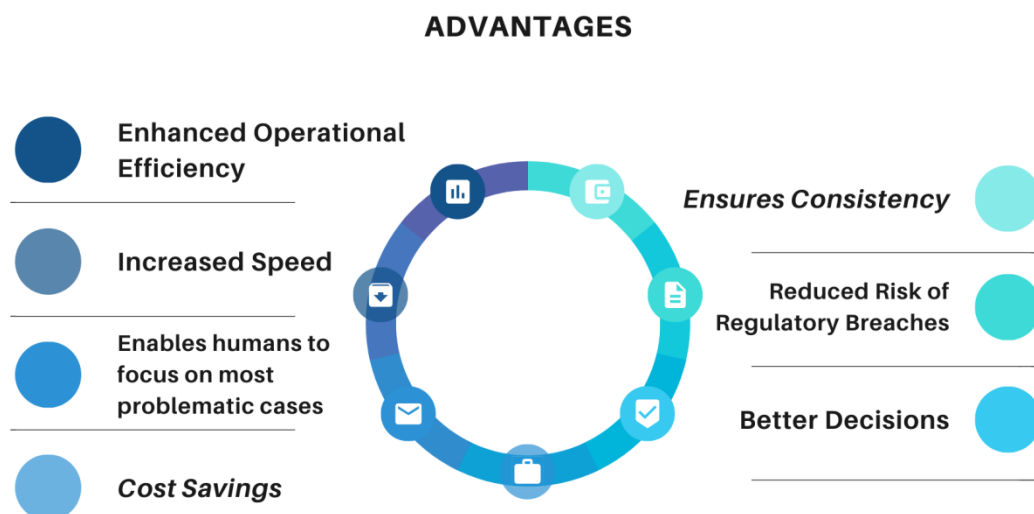 ADVANTAGES
Enhanced Operational
Efficiency
Increased Speed
Enables humans to
focus on most
problematic cases
Cost Savings
Ensures Consistency
Reduced Risk of
Regulatory Breaches
Better Decisions